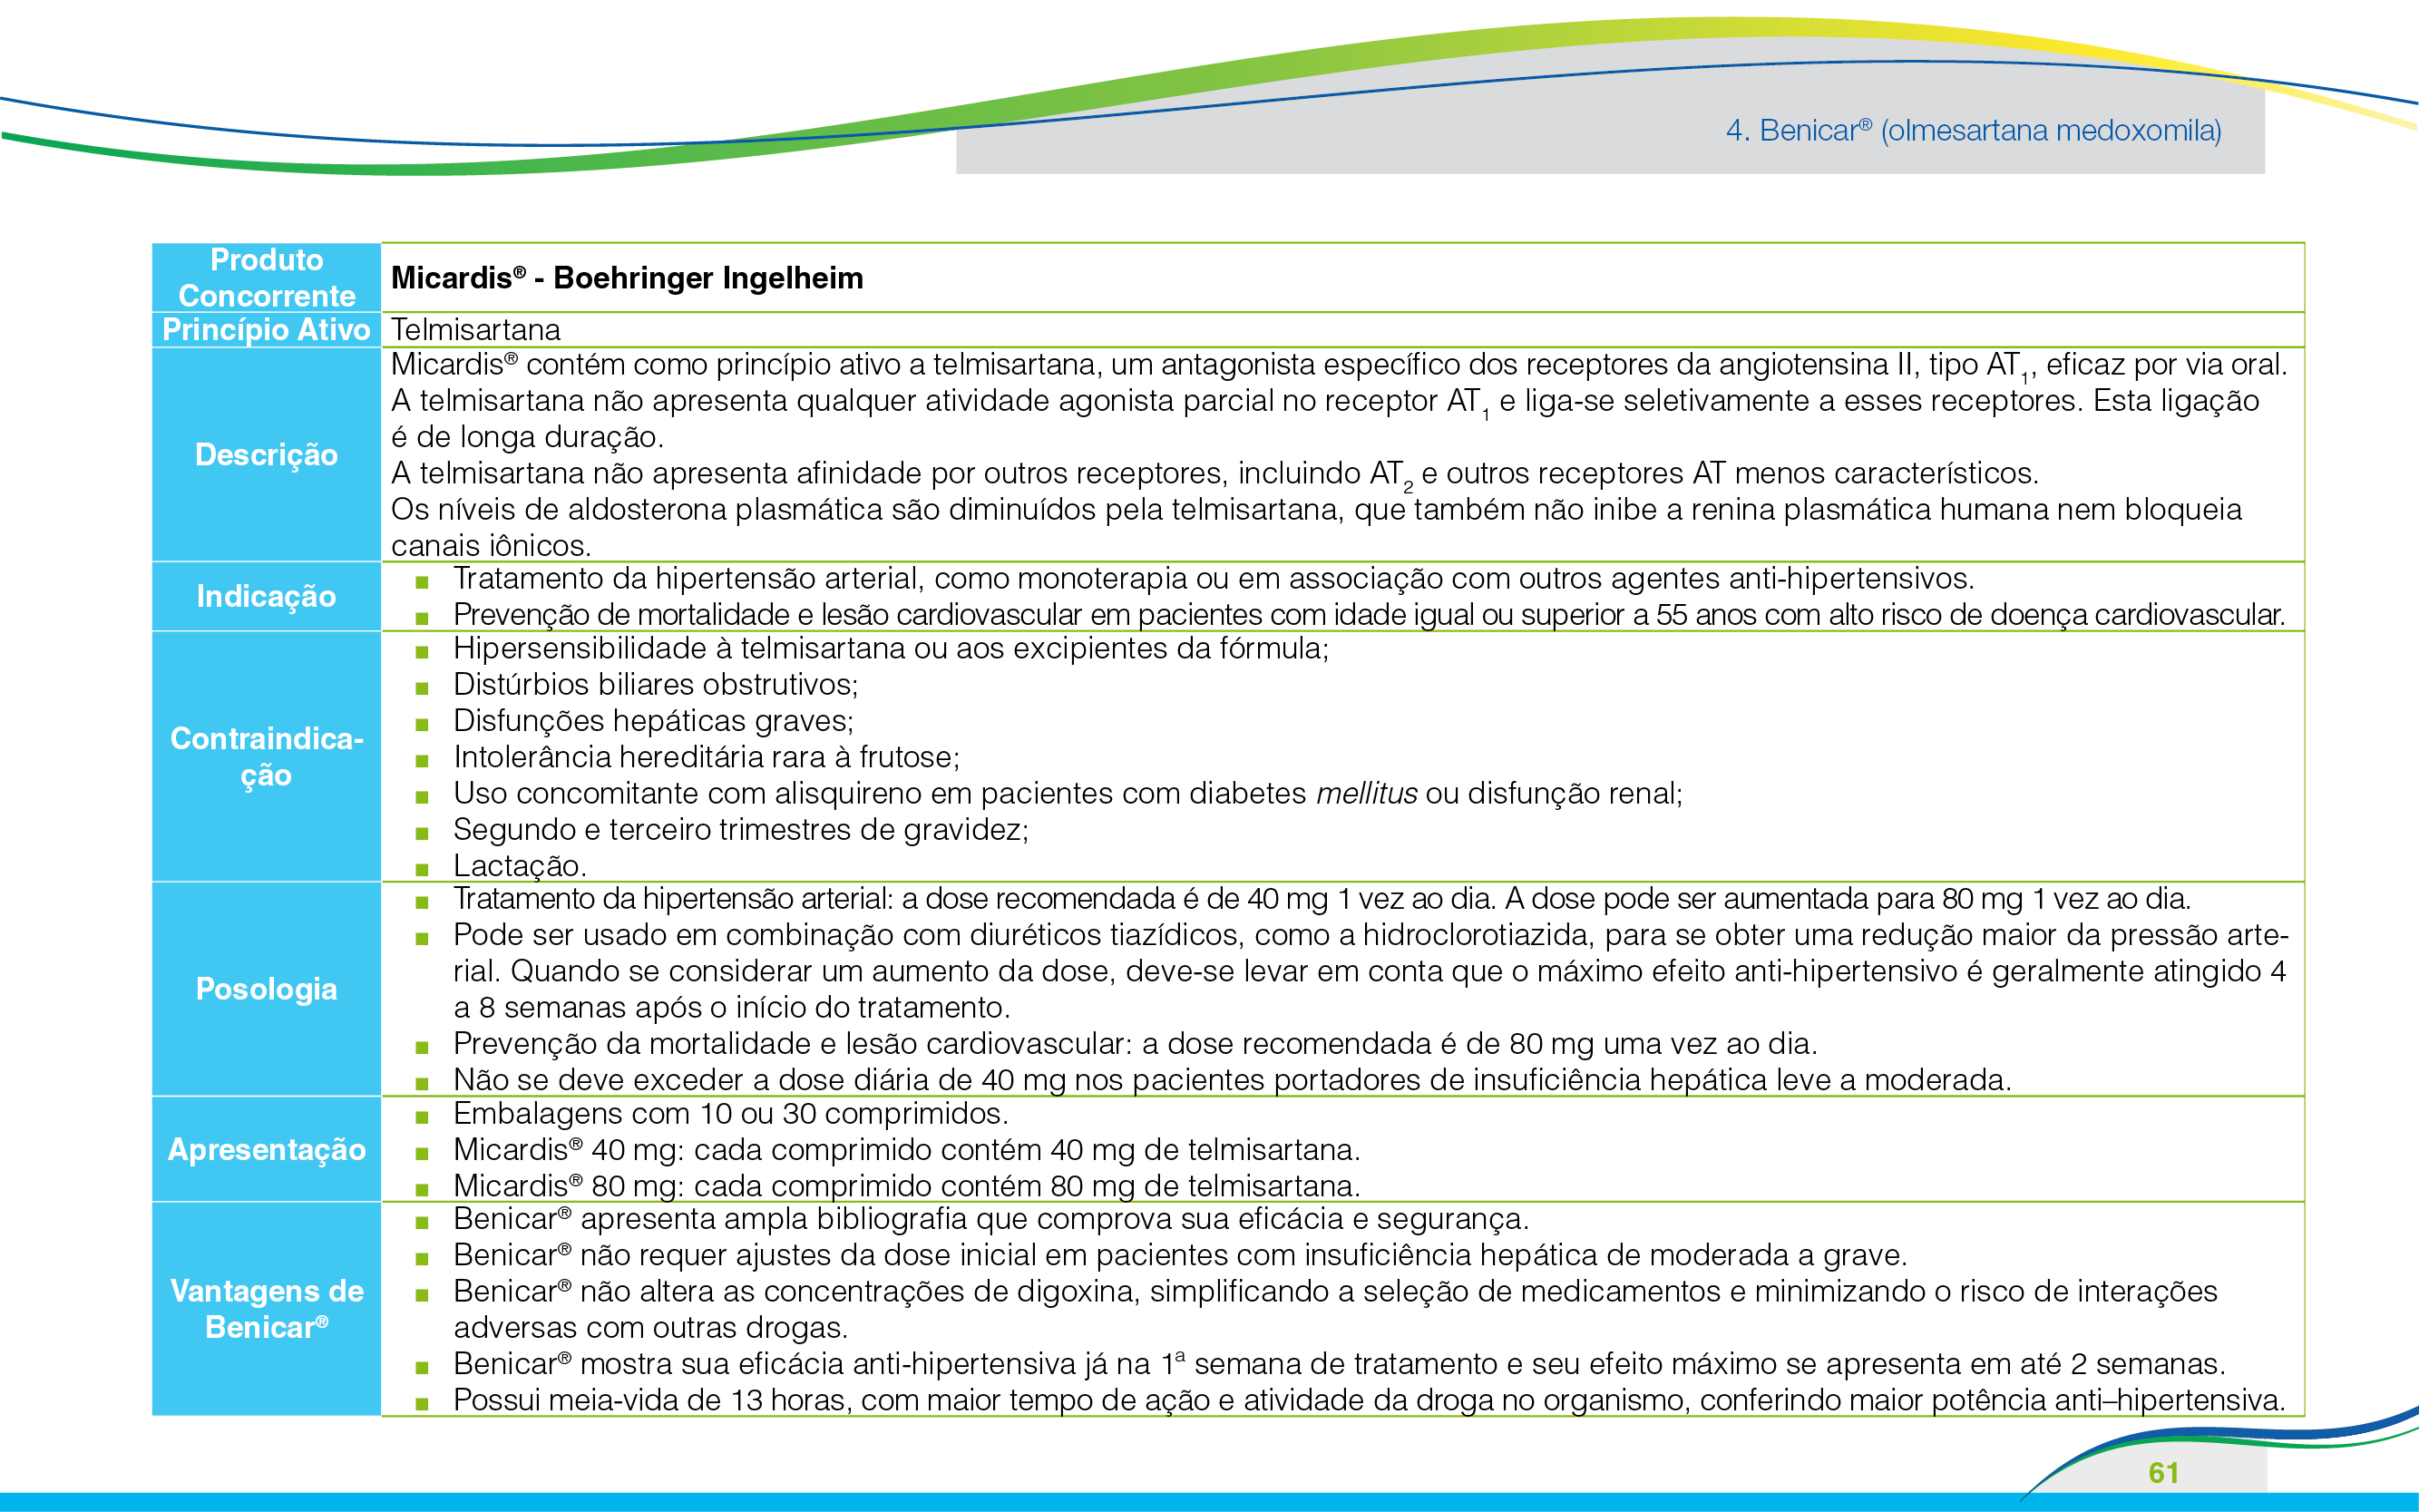 4. Benicar® (olmesartana medoxomila)
Produto
Concorrente
Micardis® - Boehringer Ingelheim
Princípio Ativo
Telmisartana
Descrição
Micardis® contém como princípio ativo a telmisartana, um antagonista específico dos receptores da angiotensina II, tipo AT₁, eficaz por via oral.
A telmisartana não apresenta qualquer atividade agonista parcial no receptor AT₁ e liga-se seletivamente a esses receptores. Esta ligação
é de longa duração.
A telmisartana não apresenta afinidade por outros receptores, incluindo AT₂ e outros receptores AT menos característicos.
Os níveis de aldosterona plasmática são diminuídos pela telmisartana, que também não inibe a renina plasmática humana nem bloqueia
canais iônicos.
Indicação
■ Tratamento da hipertensão arterial, como monoterapia ou em associação com outros agentes anti-hipertensivos.
■ Prevenção de mortalidade e lesão cardiovascular em pacientes com idade igual ou superior a 55 anos com alto risco de doença cardiovascular.
Contraindica-
ção
■ Hipersensibilidade à telmisartana ou aos excipientes da fórmula;
■ Distúrbios biliares obstrutivos;
■ Disfunções hepáticas graves;
■ Intolerância hereditária rara à frutose;
■ Uso concomitante com alisquireno em pacientes com diabetes mellitus ou disfunção renal;
■ Segundo e terceiro trimestres de gravidez;
■ Lactação.
Posologia
■ Tratamento da hipertensão arterial: a dose recomendada é de 40 mg 1 vez ao dia. A dose pode ser aumentada para 80 mg 1 vez ao dia.
■ Pode ser usado em combinação com diuréticos tiazídicos, como a hidroclorotiazida, para se obter uma redução maior da pressão arte-
rial. Quando se considerar um aumento da dose, deve-se levar em conta que o máximo efeito anti-hipertensivo é geralmente atingido 4
a 8 semanas após o início do tratamento.
■ Prevenção da mortalidade e lesão cardiovascular: a dose recomendada é de 80 mg uma vez ao dia.
■ Não se deve exceder a dose diária de 40 mg nos pacientes portadores de insuficiência hepática leve a moderada.
Apresentação
■ Embalagens com 10 ou 30 comprimidos.
■ Micardis® 40 mg: cada comprimido contém 40 mg de telmisartana.
■ Micardis® 80 mg: cada comprimido contém 80 mg de telmisartana.
Vantagens de
Benicar®
■ Benicar® apresenta ampla bibliografia que comprova sua eficácia e segurança.
■ Benicar® não requer ajustes da dose inicial em pacientes com insuficiência hepática de moderada a grave.
■ Benicar® não altera as concentrações de digoxina, simplificando a seleção de medicamentos e minimizando o risco de interações
adversas com outras drogas.
■ Benicar® mostra sua eficácia anti-hipertensiva já na 1ª semana de tratamento e seu efeito máximo se apresenta em até 2 semanas.
■ Possui meia-vida de 13 horas, com maior tempo de ação e atividade da droga no organismo, conferindo maior potência anti–hipertensiva.
61